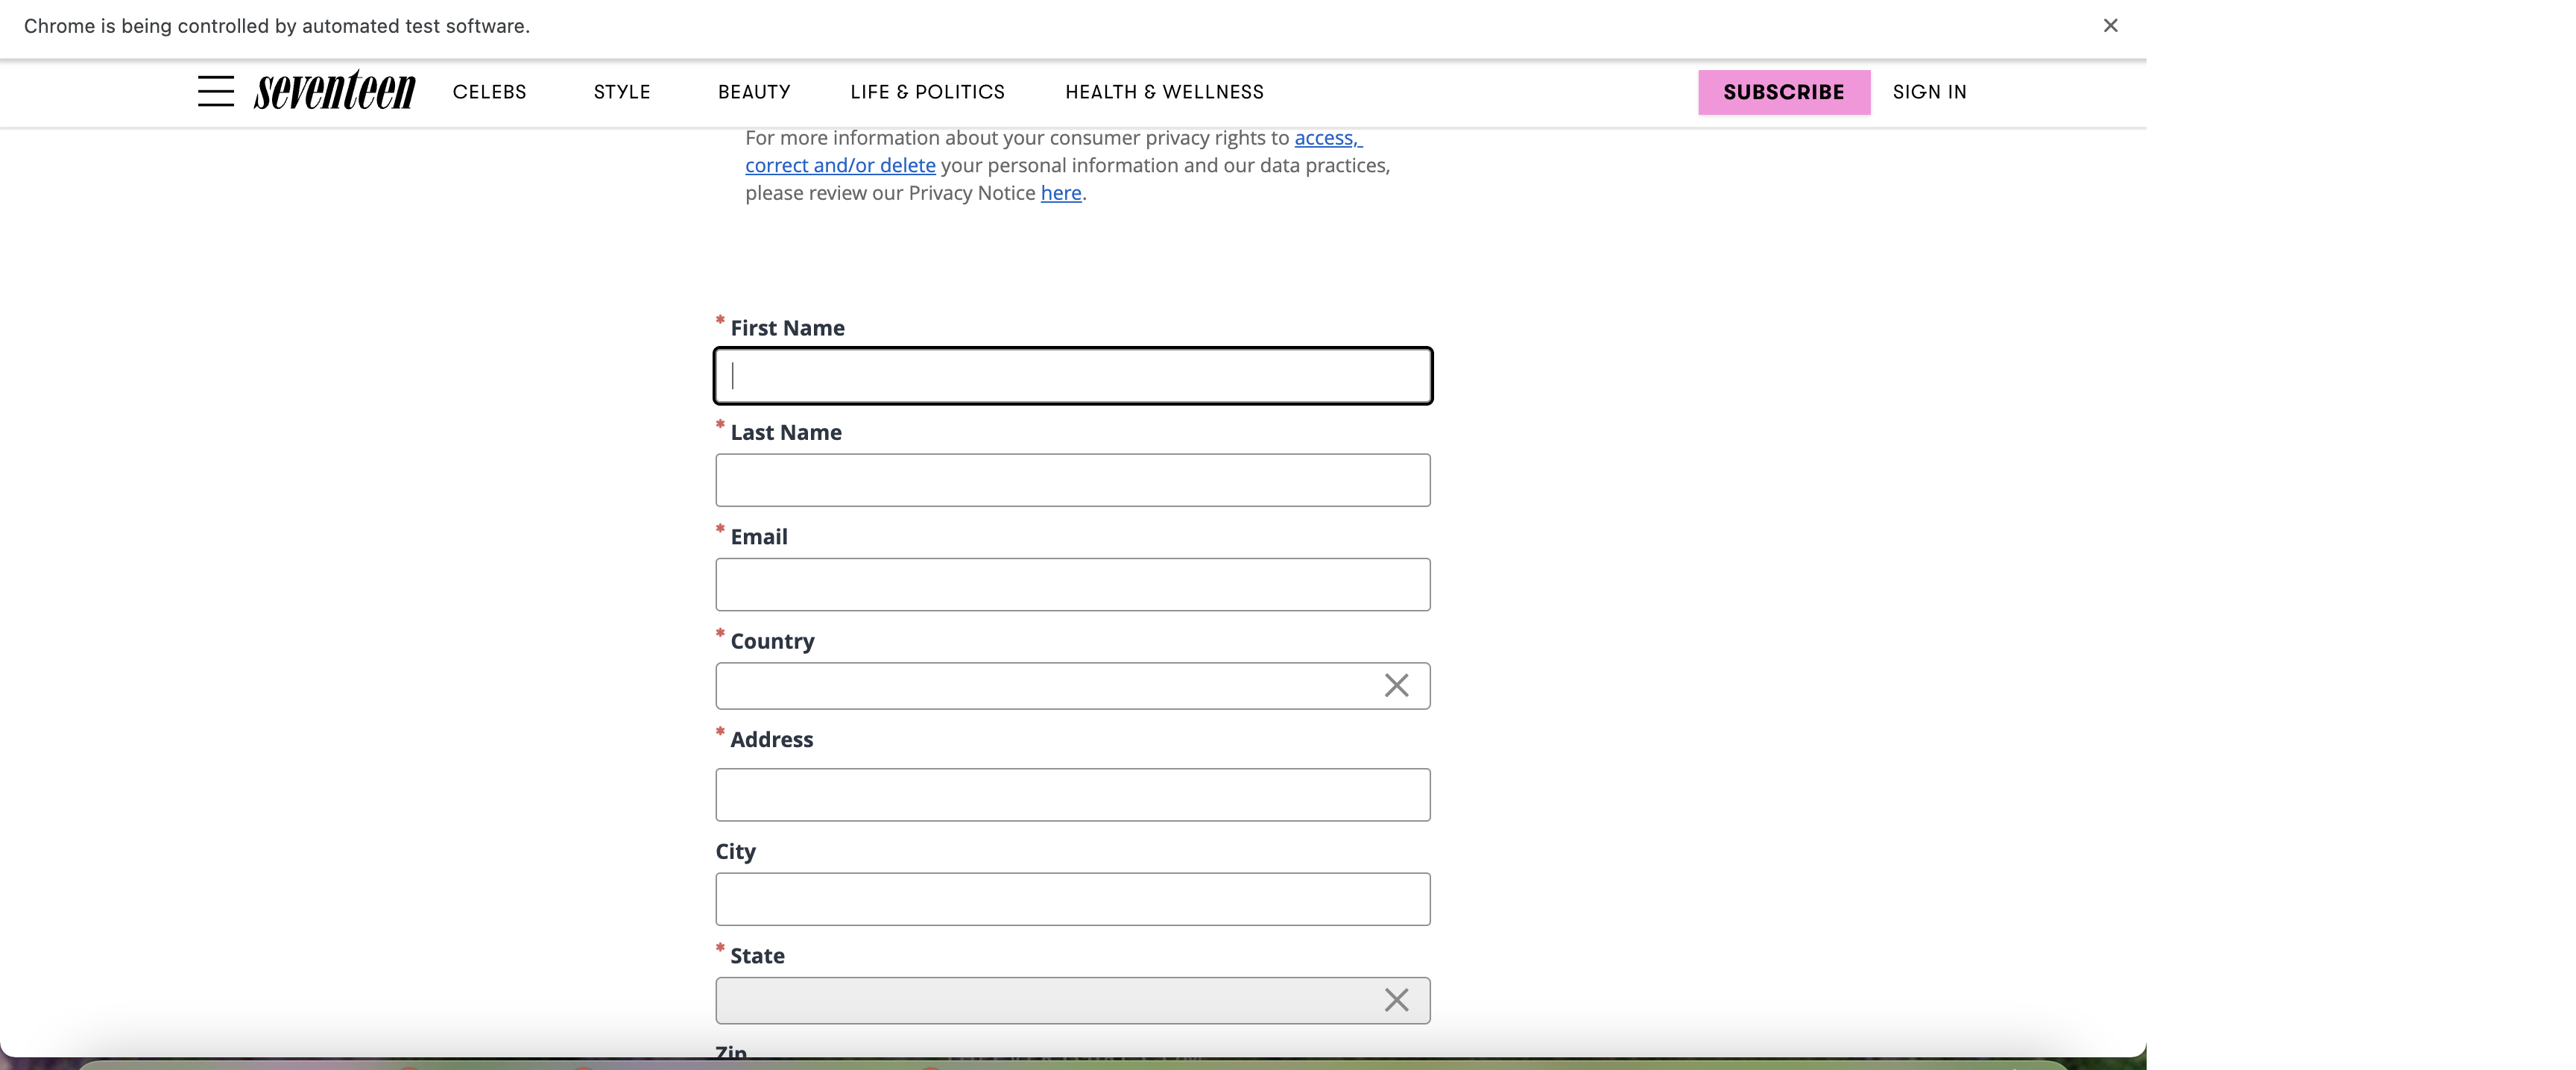 Chrome is being controlled by automated test software.
seventeen CELEBS STYLE BEAUTY LIFE & POLITICS HEALTH & WELLNESS SUBSCRIBE SIGN IN
For more information about your consumer privacy rights to access,
correct and/or delete your personal information and our data practices,
please review our Privacy Notice here.
* First Name
* Last Name
* Email
* Country
* Address
City
* State
Zip